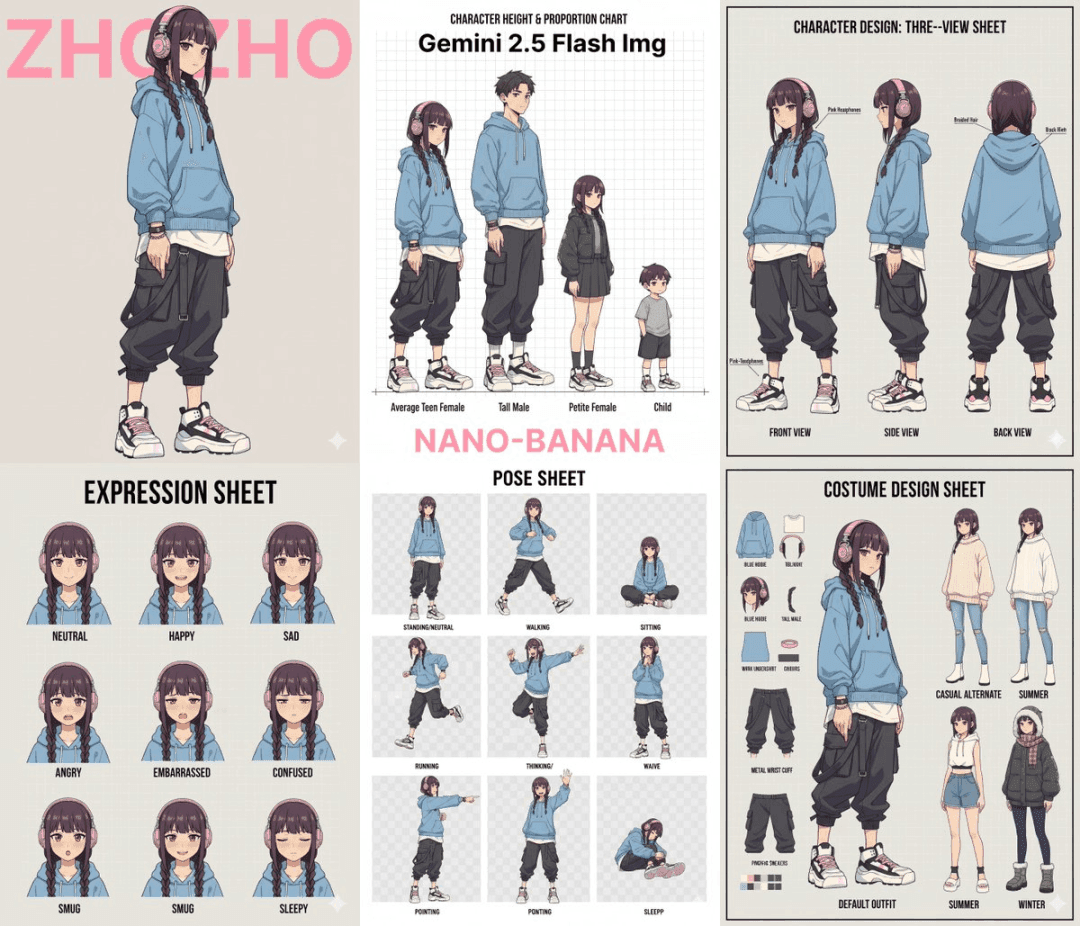 ZHOZHO
CHARACTER HEIGHT & PROPORTION CHART
Gemini 2.5 Flash Img
Average Teen Female
Tall Male
Petite Female
Child
NANO-BANANA
CHARACTER DESIGN: THRE--VIEW SHEET
Pink Headphones
Braided Hair
FRONT VIEW
SIDE VIEW
BACK VIEW
EXPRESSION SHEET
NEUTRAL
HAPPY
SAD
ANGRY
EMBARRASSED
CONFUSED
SMUG
SMUG
SLEEPY
POSE SHEET
STANDING/NEUTRAL
WALKING
SITTING
RUNNING
THINKING/
WAIVE
POINTING
PONTING
SLEEPP
COSTUME DESIGN SHEET
TALL MALE
METAL WRIST CUFF
CASUAL ALTERNATE
SUMMER
SUMMER
WINTER
DEFAULT OUTFIT